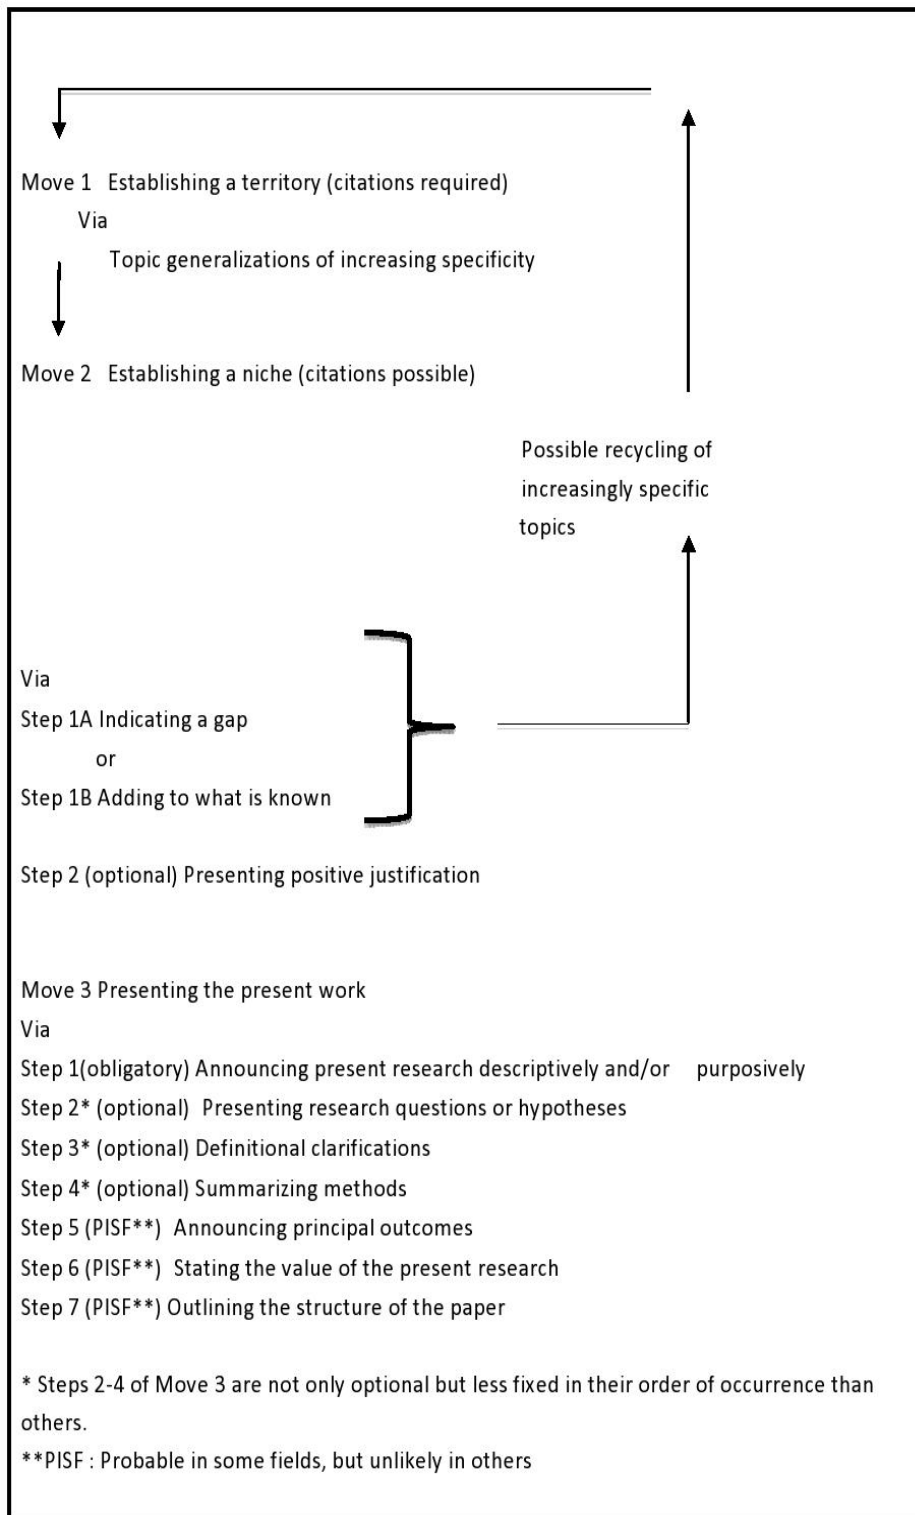 Move 1 Establishing a territory (citations required)
Via
Topic generalizations of increasing specificity
Move 2 Establishing a niche (citations possible)
Possible recycling of
increasingly specific
topics
Via
Step 1A Indicating a gap
or
Step 1B Adding to what is known
Step 2 (optional) Presenting positive justification
Move 3 Presenting the present work
Via
Step 1(obligatory) Announcing present research descriptively and/or purposively
Step 2* (optional) Presenting research questions or hypotheses
Step 3* (optional) Definitional clarifications
Step 4* (optional) Summarizing methods
Step 5 (PISF**) Announcing principal outcomes
Step 6 (PISF**) Stating the value of the present research
Step 7 (PISF**) Outlining the structure of the paper
* Steps 2-4 of Move 3 are not only optional but less fixed in their order of occurrence than
others.
**PISF : Probable in some fields, but unlikely in others